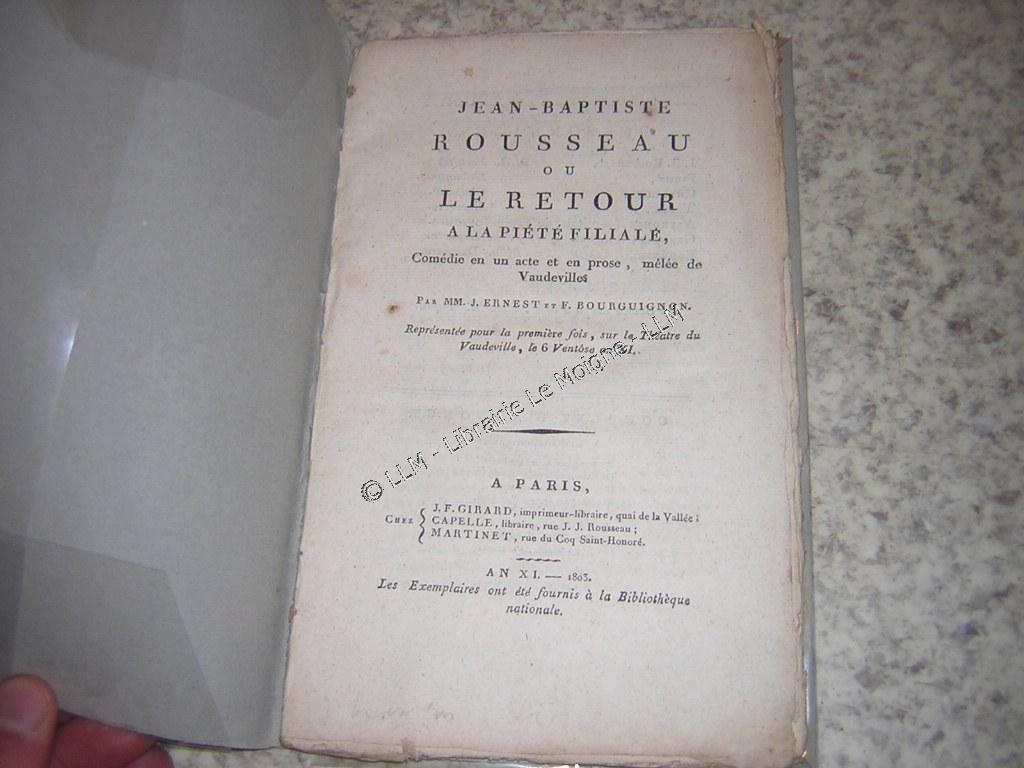 JEAN-BAPTISTE
ROUSSEAU
OU
LE RETOUR
A LA PIÉTÉ FILIALE,
Comédie en un acte et en prose, mêlée de
Vaudevilles
PAR MM. J. ERNEST ET F. BOURGUIGNON.
Représentée pour la première fois, sur le Théatre du
Vaudeville, le 6 Ventôse an XI.
© LLM - Librairie Le Moigne - LLM
A PARIS,
CHEZ
J. F. GIRARD, imprimeur-libraire, quai de la Vallée;
CAPELLE, libraire, rue J. J. Rousseau;
MARTINET, rue du Coq Saint-Honoré.
AN XI. — 1803.
Les Exemplaires ont été fournis à la Bibliothèque
nationale.